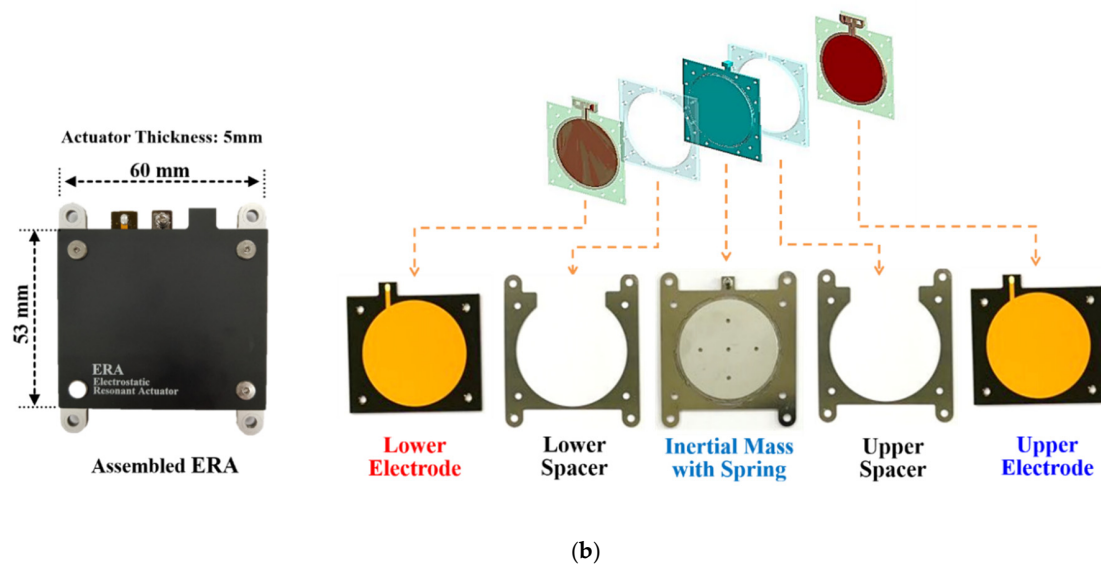 Actuator Thickness: 5mm
60 mm
53 mm
ERA
Electrostatic
Resonant Actuator
Assembled ERA
Lower
Electrode
Lower
Spacer
Inertial Mass
with Spring
Upper
Spacer
Upper
Electrode
(b)